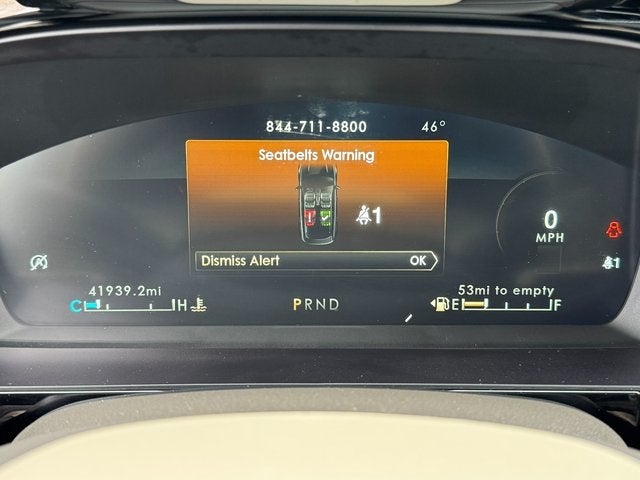 844-711-8800 46°
Seatbelts Warning
1
Dismiss Alert OK
0
MPH
1
41939.2mi
53mi to empty
C H
PRND
E F